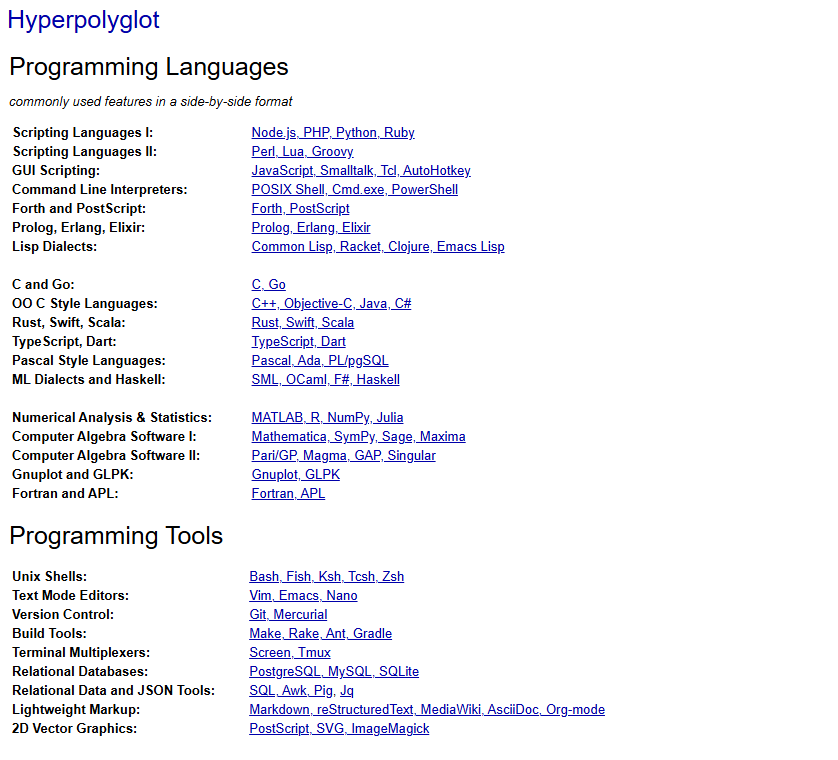 Hyperpolyglot
Programming Languages
commonly used features in a side-by-side format
Scripting Languages I: Node.js, PHP, Python, Ruby
Scripting Languages II: Perl, Lua, Groovy
GUI Scripting: JavaScript, Smalltalk, Tcl, AutoHotkey
Command Line Interpreters: POSIX Shell, Cmd.exe, PowerShell
Forth and PostScript: Forth, PostScript
Prolog, Erlang, Elixir: Prolog, Erlang, Elixir
Lisp Dialects: Common Lisp, Racket, Clojure, Emacs Lisp
C and Go: C, Go
OO C Style Languages: C++, Objective-C, Java, C#
Rust, Swift, Scala: Rust, Swift, Scala
TypeScript, Dart: TypeScript, Dart
Pascal Style Languages: Pascal, Ada, PL/pgSQL
ML Dialects and Haskell: SML, OCaml, F#, Haskell
Numerical Analysis & Statistics: MATLAB, R, NumPy, Julia
Computer Algebra Software I: Mathematica, SymPy, Sage, Maxima
Computer Algebra Software II: Pari/GP, Magma, GAP, Singular
Gnuplot and GLPK: Gnuplot, GLPK
Fortran and APL: Fortran, APL
Programming Tools
Unix Shells: Bash, Fish, Ksh, Tcsh, Zsh
Text Mode Editors: Vim, Emacs, Nano
Version Control: Git, Mercurial
Build Tools: Make, Rake, Ant, Gradle
Terminal Multiplexers: Screen, Tmux
Relational Databases: PostgreSQL, MySQL, SQLite
Relational Data and JSON Tools: SQL, Awk, Pig, Jq
Lightweight Markup: Markdown, reStructuredText, MediaWiki, AsciiDoc, Org-mode
2D Vector Graphics: PostScript, SVG, ImageMagick